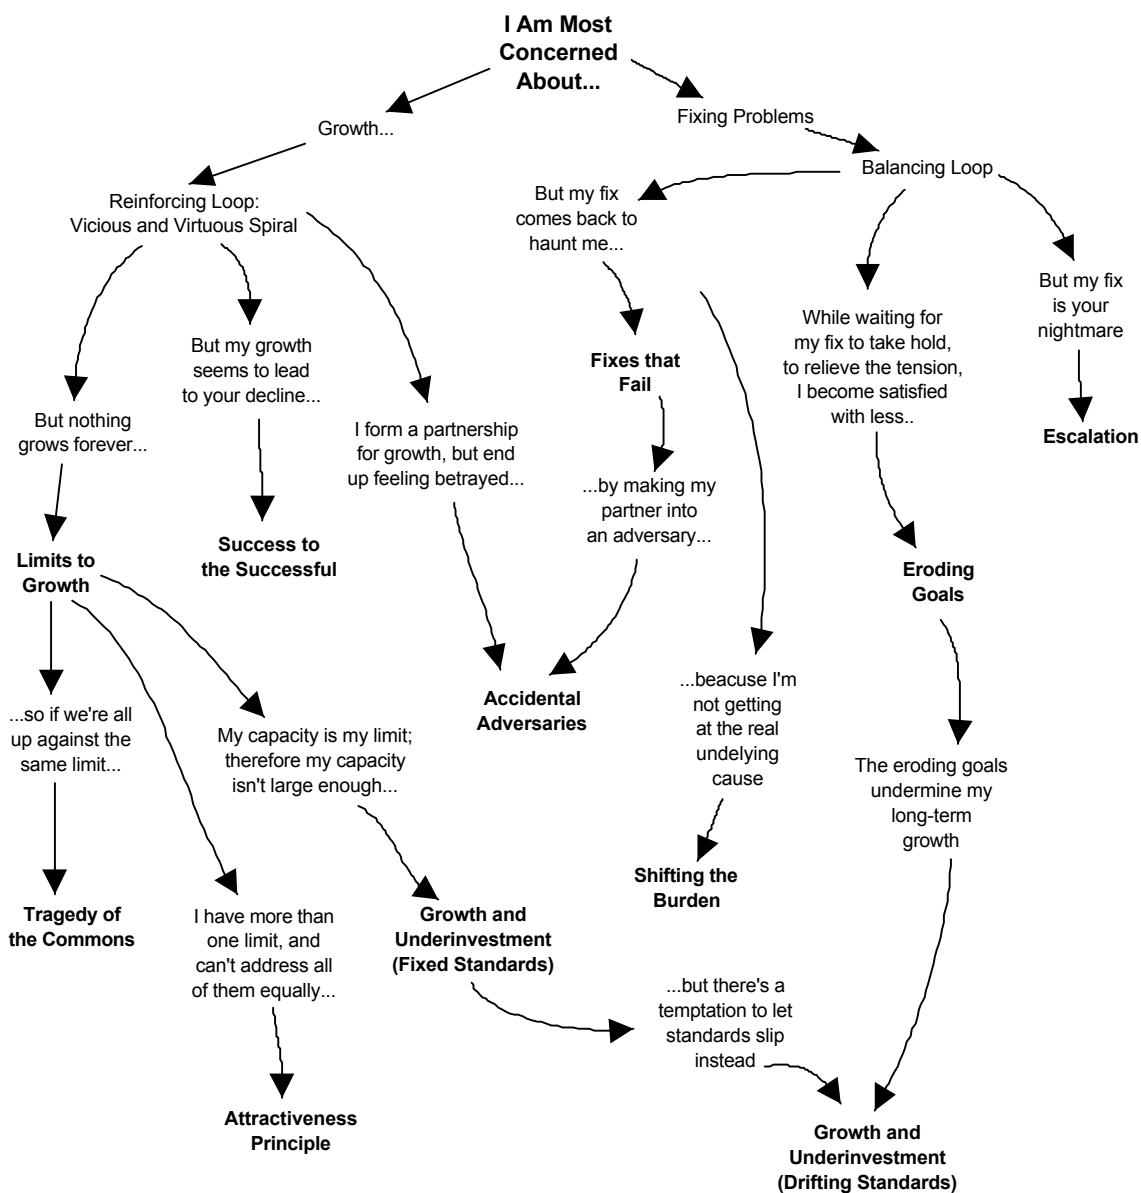 I Am Most
Concerned
About...
Growth...
Fixing Problems
Reinforcing Loop:
Vicious and Virtuous Spiral
But my fix
comes back to
haunt me...
Balancing Loop
But nothing
grows forever...
But my growth
seems to lead
to your decline...
I form a partnership
for growth, but end
up feeling betrayed...
Fixes that
Fail
While waiting for
my fix to take hold,
to relieve the tension,
I become satisfied
with less..
But my fix
is your
nightmare
Escalation
...by making my
partner into
an adversary...
Limits to
Growth
Success to
the Successful
Eroding
Goals
Accidental
Adversaries
...beacuse I'm
not getting
at the real
undelying
cause
...so if we're all
up against the
same limit...
My capacity is my limit;
therefore my capacity
isn't large enough...
The eroding goals
undermine my
long-term
growth
Shifting the
Burden
Tragedy of
the Commons
I have more than
one limit, and
can't address all
of them equally...
Growth and
Underinvestment
(Fixed Standards)
...but there's a
temptation to let
standards slip
instead
Attractiveness
Principle
Growth and
Underinvestment
(Drifting Standards)